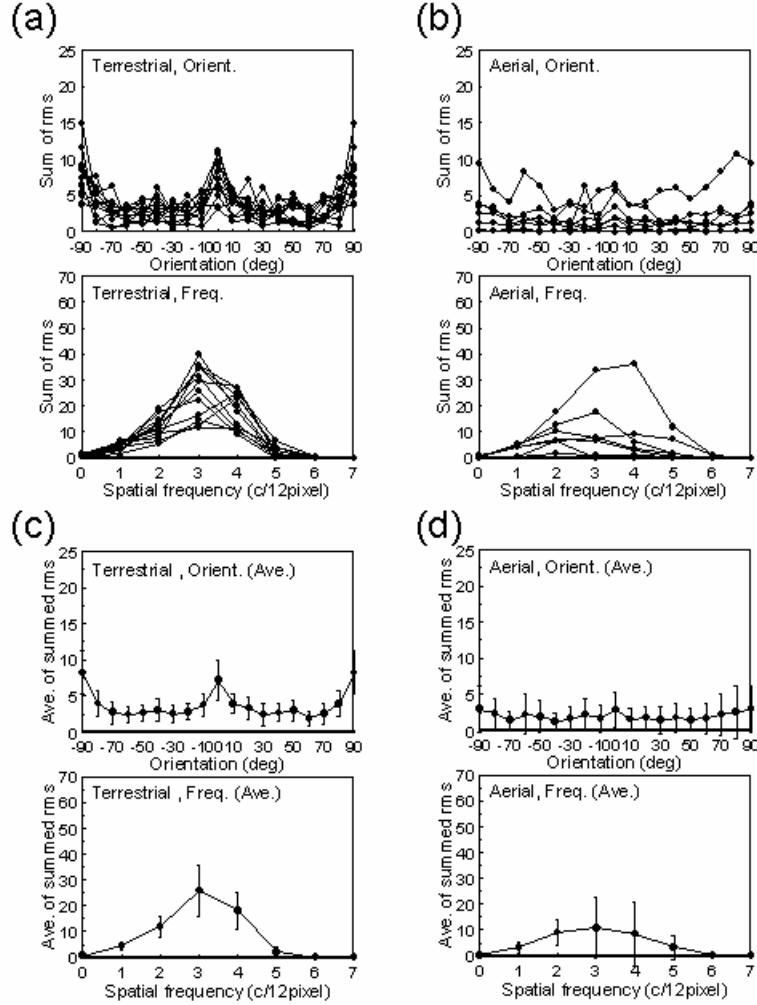 (a)
25
20
15
10
5
0
Sum of rms
Terrestrial, Orient.
-90 -70 -50 -30 -100 10 30 50 70 90
Orientation (deg)
70
60
50
40
30
20
10
0
Sum of rms
Terrestrial, Freq.
0 1 2 3 4 5 6 7
Spatial frequency (c/12pixel)
(b)
25
20
15
10
5
0
Sum of rms
Aerial, Orient.
-90 -70 -50 -30 -100 10 30 50 70 90
Orientation (deg)
70
60
50
40
30
20
10
0
Sum of rms
Aerial, Freq.
0 1 2 3 4 5 6 7
Spatial frequency (c/12pixel)
(c)
25
20
15
10
5
0
Ave. of summed rms
Terrestrial , Orient. (Ave.)
-90 -70 -50 -30 -100 10 30 50 70 90
Orientation (deg)
70
60
50
40
30
20
10
0
Ave. of summed rms
Terrestrial , Freq. (Ave.)
0 1 2 3 4 5 6 7
Spatial frequency (c/12pixel)
(d)
25
20
15
10
5
0
Ave. of summed rms
Aerial, Orient. (Ave.)
-90 -70 -50 -30 -100 10 30 50 70 90
Orientation (deg)
70
60
50
40
30
20
10
0
Ave. of summed rms
Aerial, Freq. (Ave.)
0 1 2 3 4 5 6 7
Spatial frequency (c/12pixel)